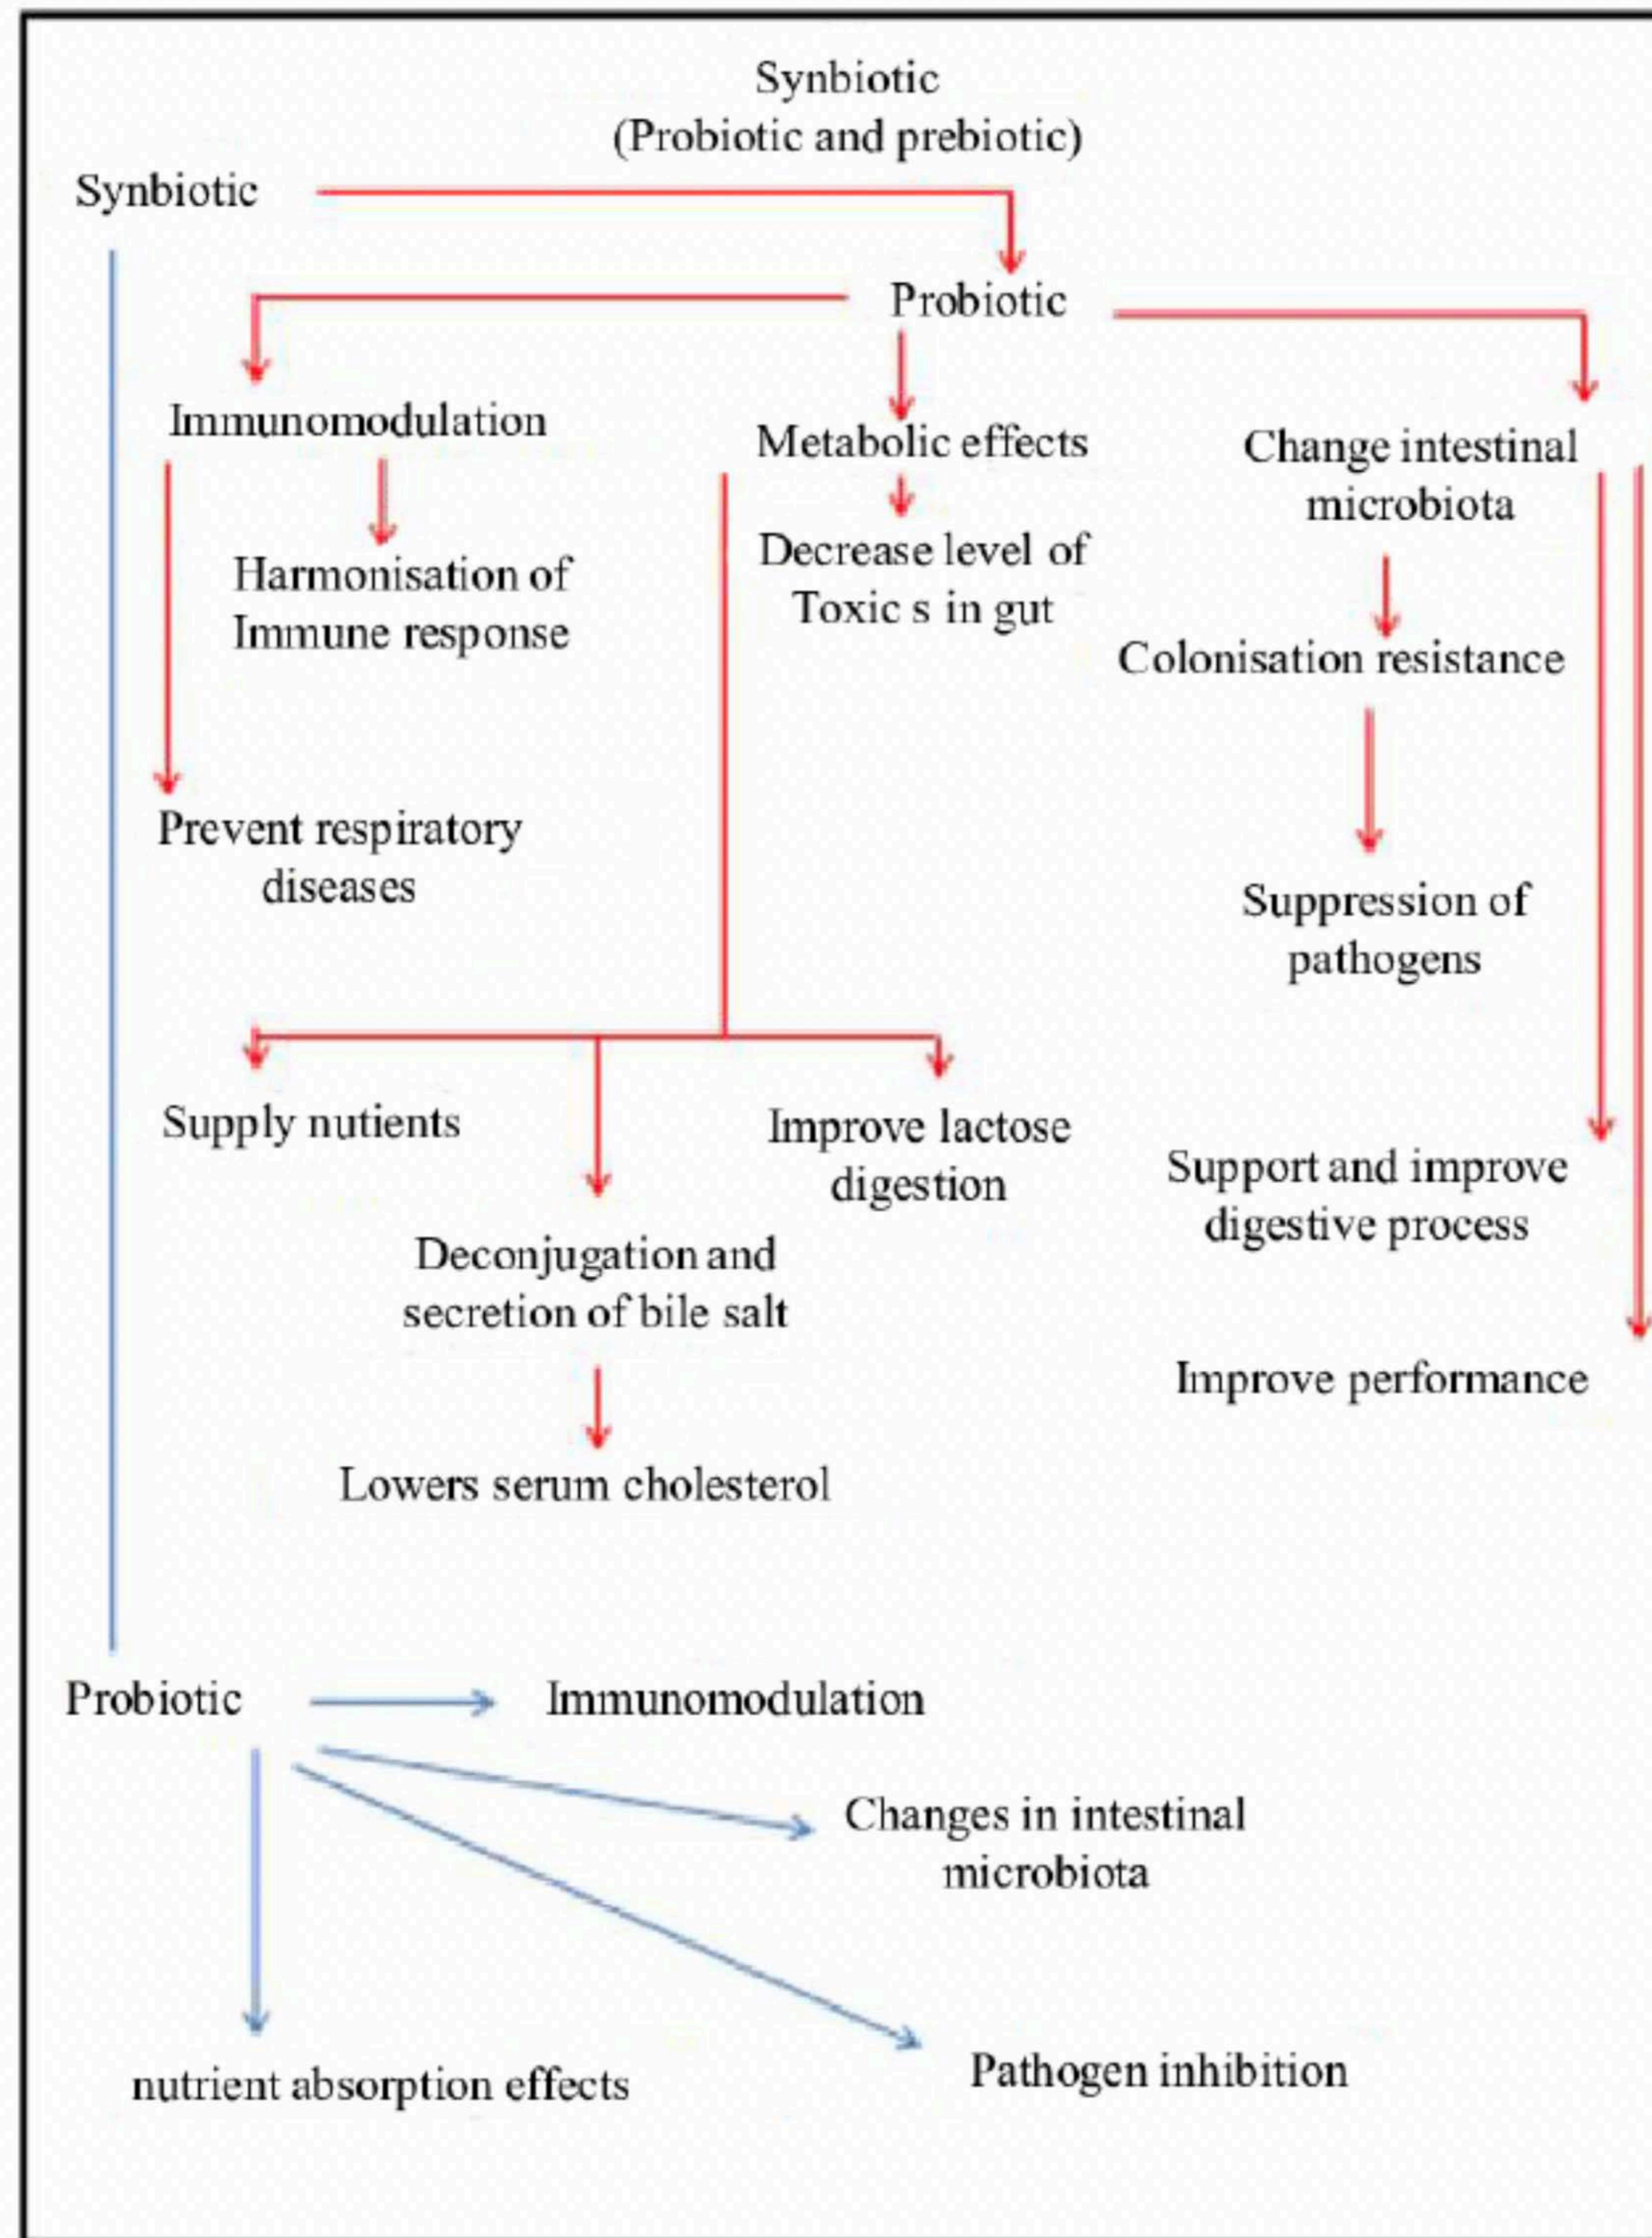 Synbiotic
(Probiotic and prebiotic)
Synbiotic
Probiotic
Immunomodulation
Metabolic effects
Change intestinal
microbiota
Harmonisation of
Immune response
Decrease level of
Toxic s in gut
Colonisation resistance
Prevent respiratory
diseases
Suppression of
pathogens
Supply nutients
Improve lactose
digestion
Support and improve
digestive process
Deconjugation and
secretion of bile salt
Improve performance
Lowers serum cholesterol
Probiotic
Immunomodulation
Changes in intestinal
microbiota
nutrient absorption effects
Pathogen inhibition